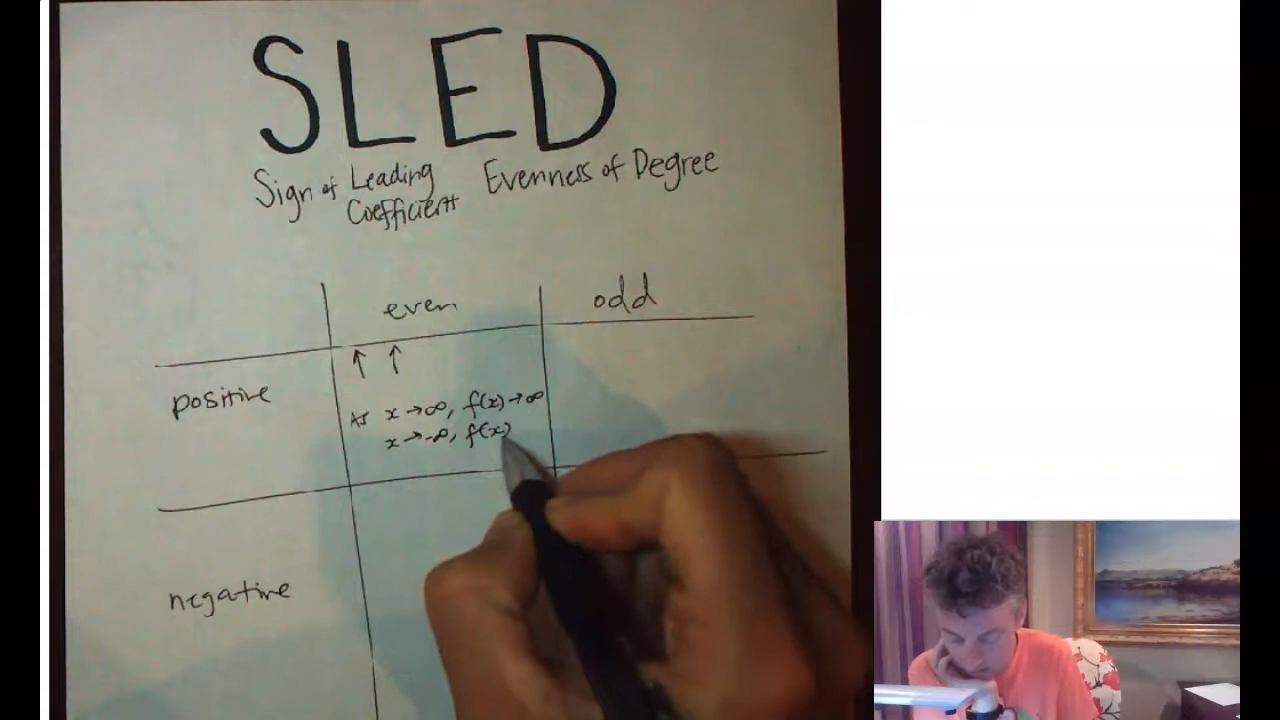 SLED
Sign of Leading Coefficient Evenness of Degree
even odd
↑ ↑
positive
As x→∞, f(x)→∞
x→-∞, f(x)
negative